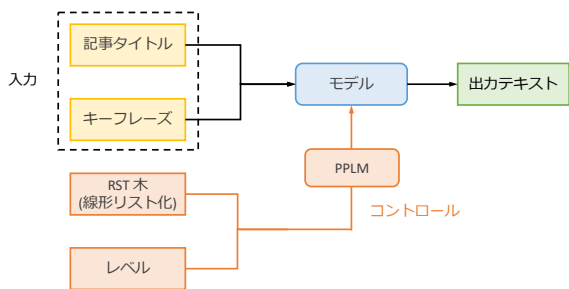 記事タイトル
入力
キーフレーズ
モデル
出力テキスト
PPLM
RST 木
(線形リスト化)
コントロール
レベル